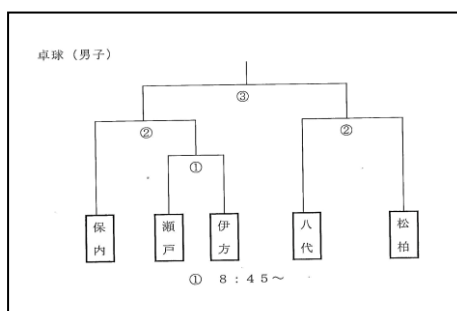 卓球（男子）
③
②
②
①
保内
瀬戸
伊方
八代
松柏
① 8：45～